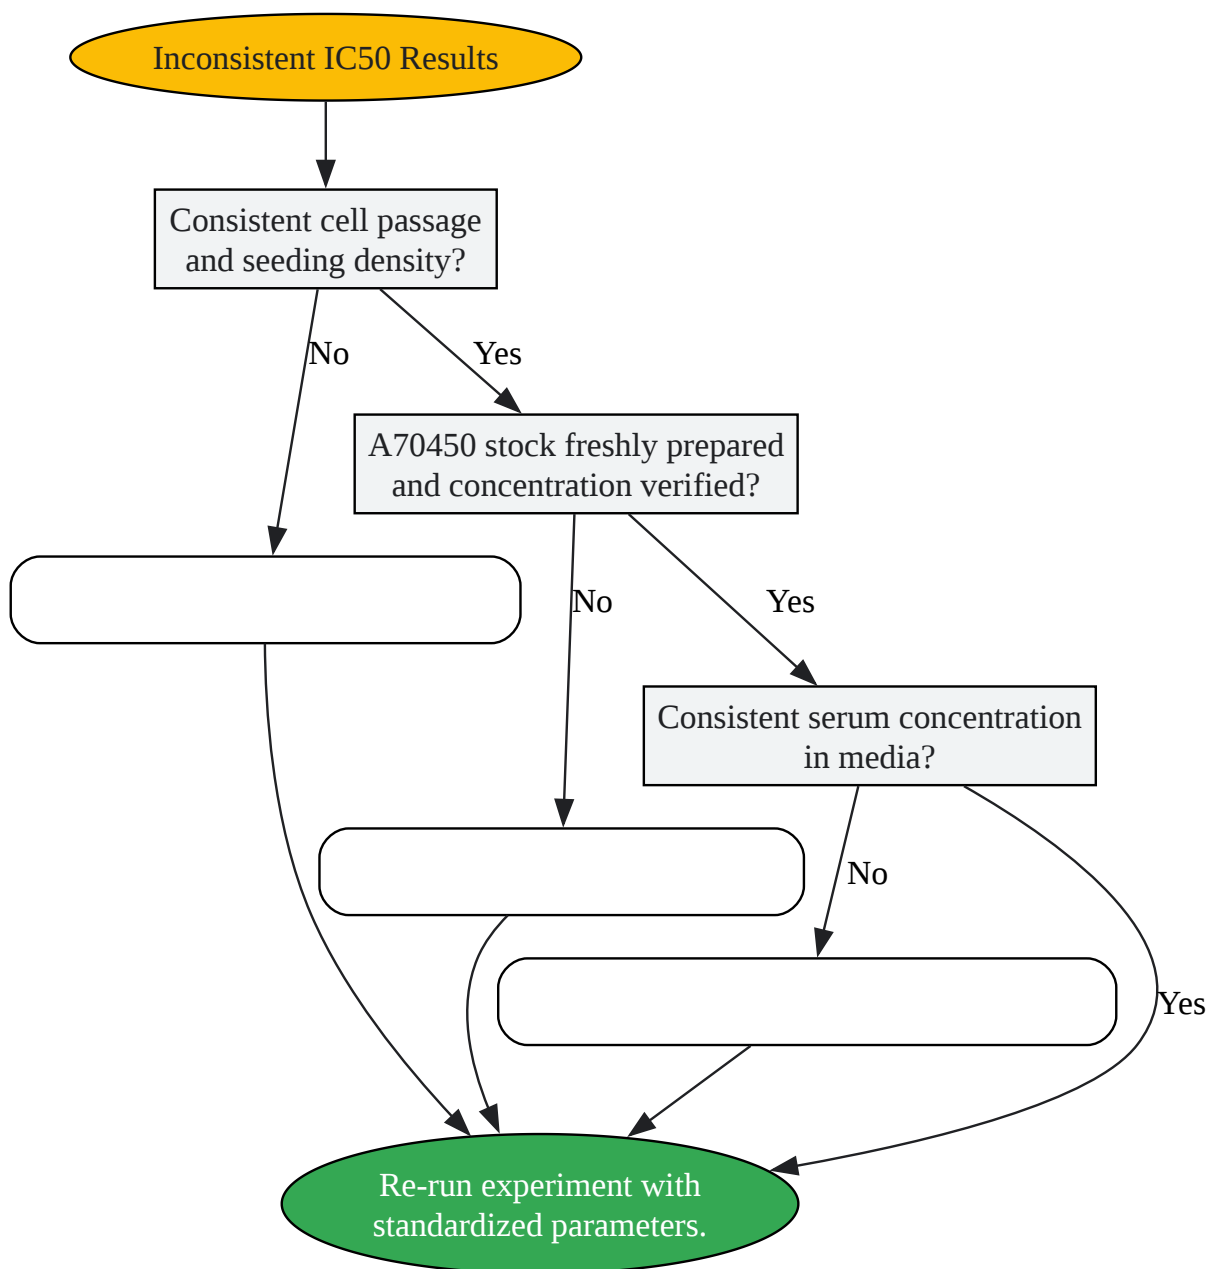 Inconsistent IC50 Results
Consistent cell passage
and seeding density?
No
Yes
A70450 stock freshly prepared
and concentration verified?
No
Yes
Consistent serum concentration
in media?
No
Yes
Re-run experiment with
standardized parameters.